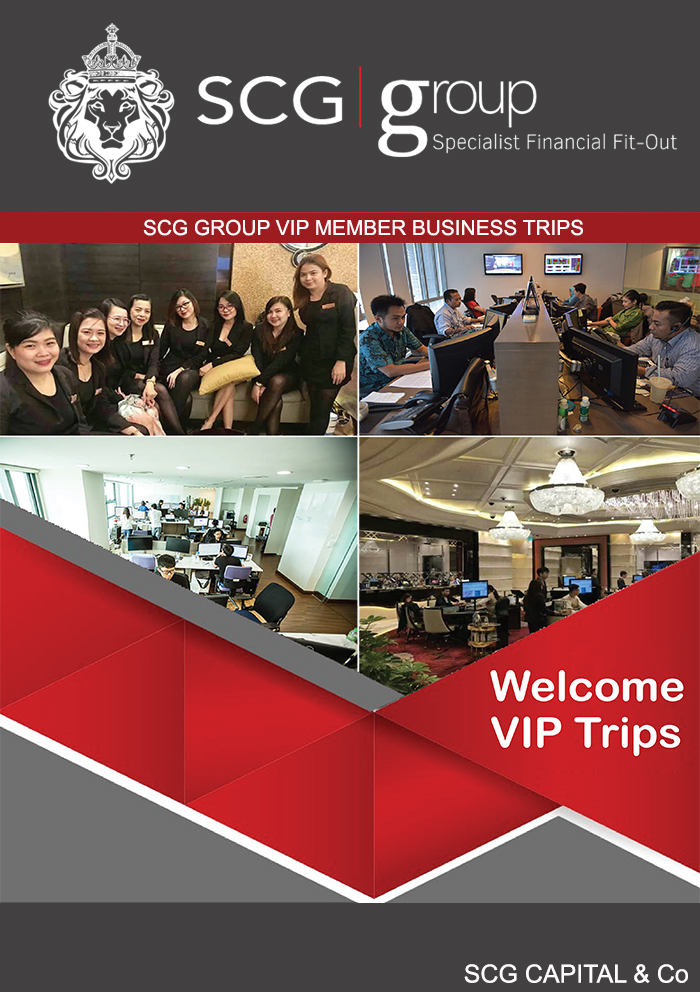 SCG group
Specialist Financial Fit-Out
SCG GROUP VIP MEMBER BUSINESS TRIPS
Welcome
VIP Trips
SCG CAPITAL & Co